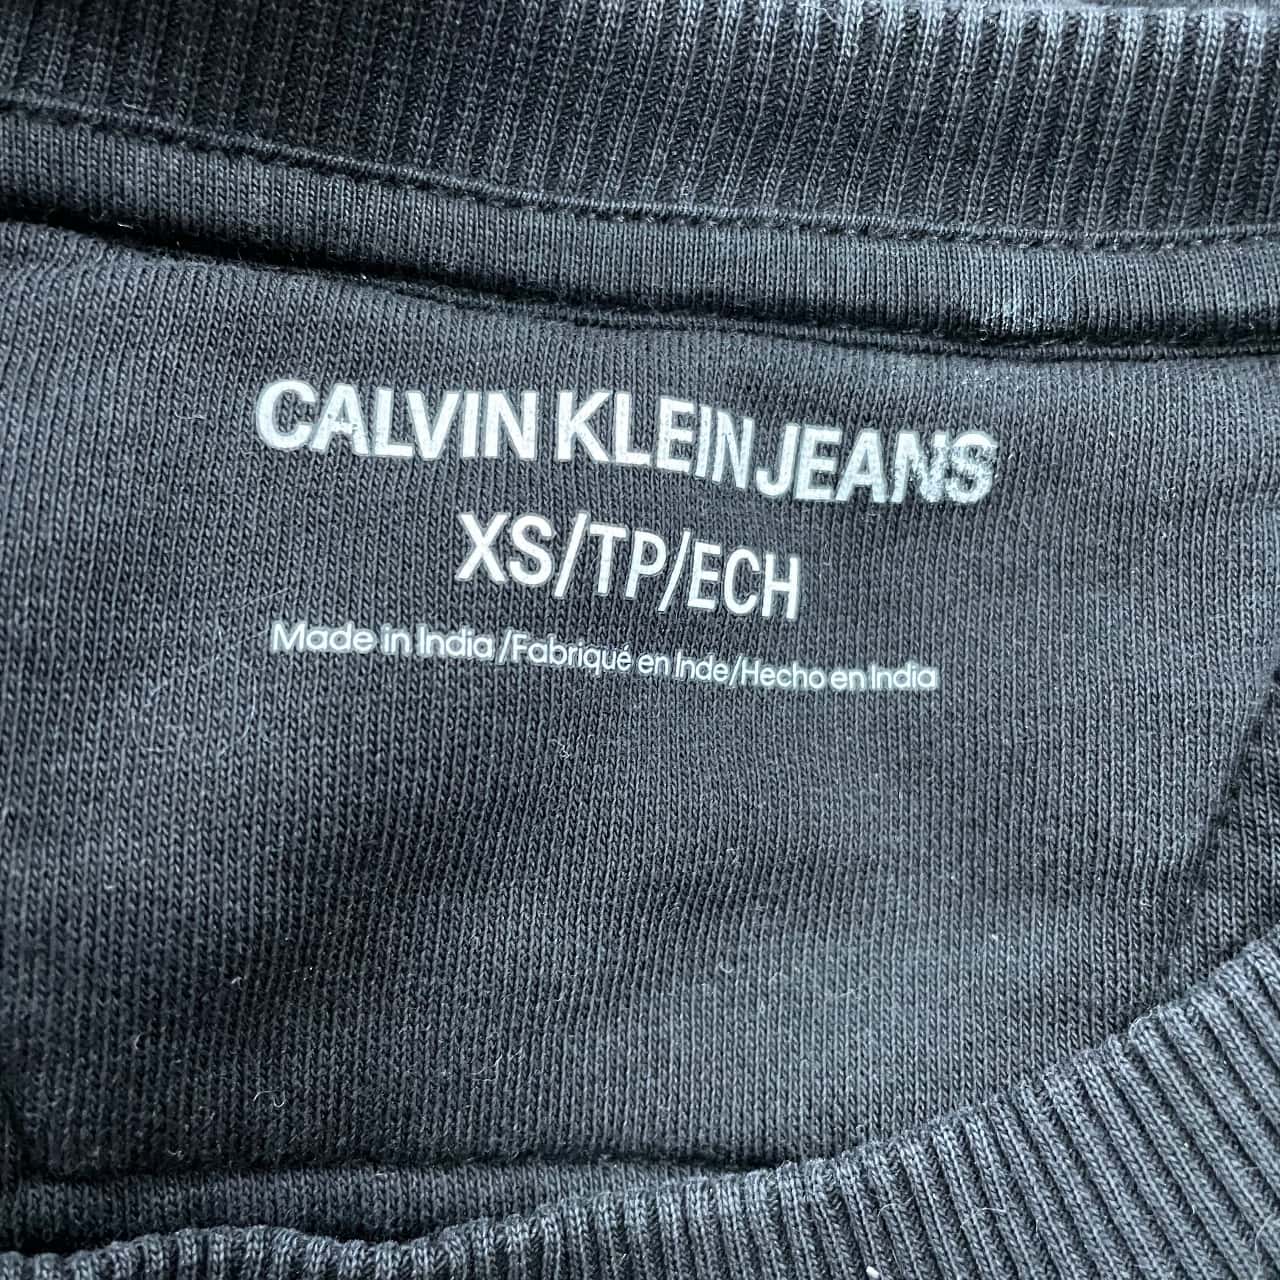 CALVIN KLEIN JEANS
XS/TP/ECH
Made in India/Fabriqué en Inde/Hecho en India